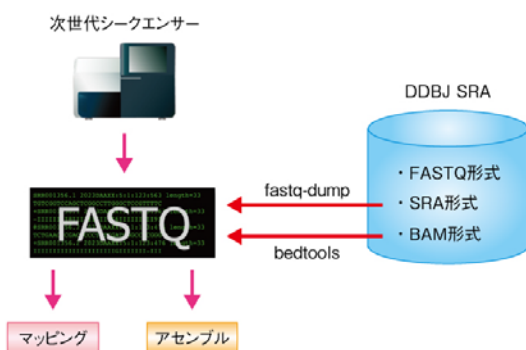 次世代シークエンサー
DDBJ SRA
・FASTQ形式
・SRA形式
・BAM形式
fastq-dump
bedtools
FASTQ
マッピング
アセンブル